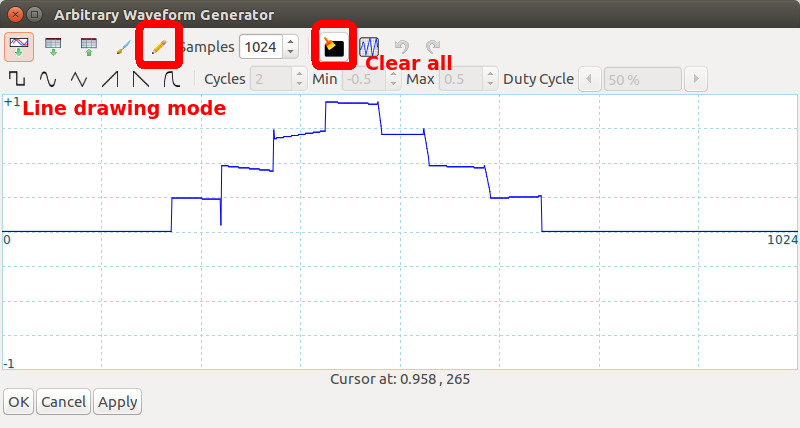 Arbitrary Waveform Generator
Samples 1024
Clear all
Cycles 2 Min -0.5 Max 0.5 Duty Cycle 50 %
+1
Line drawing mode
0 1024
-1
Cursor at: 0.958 , 265
OK Cancel Apply